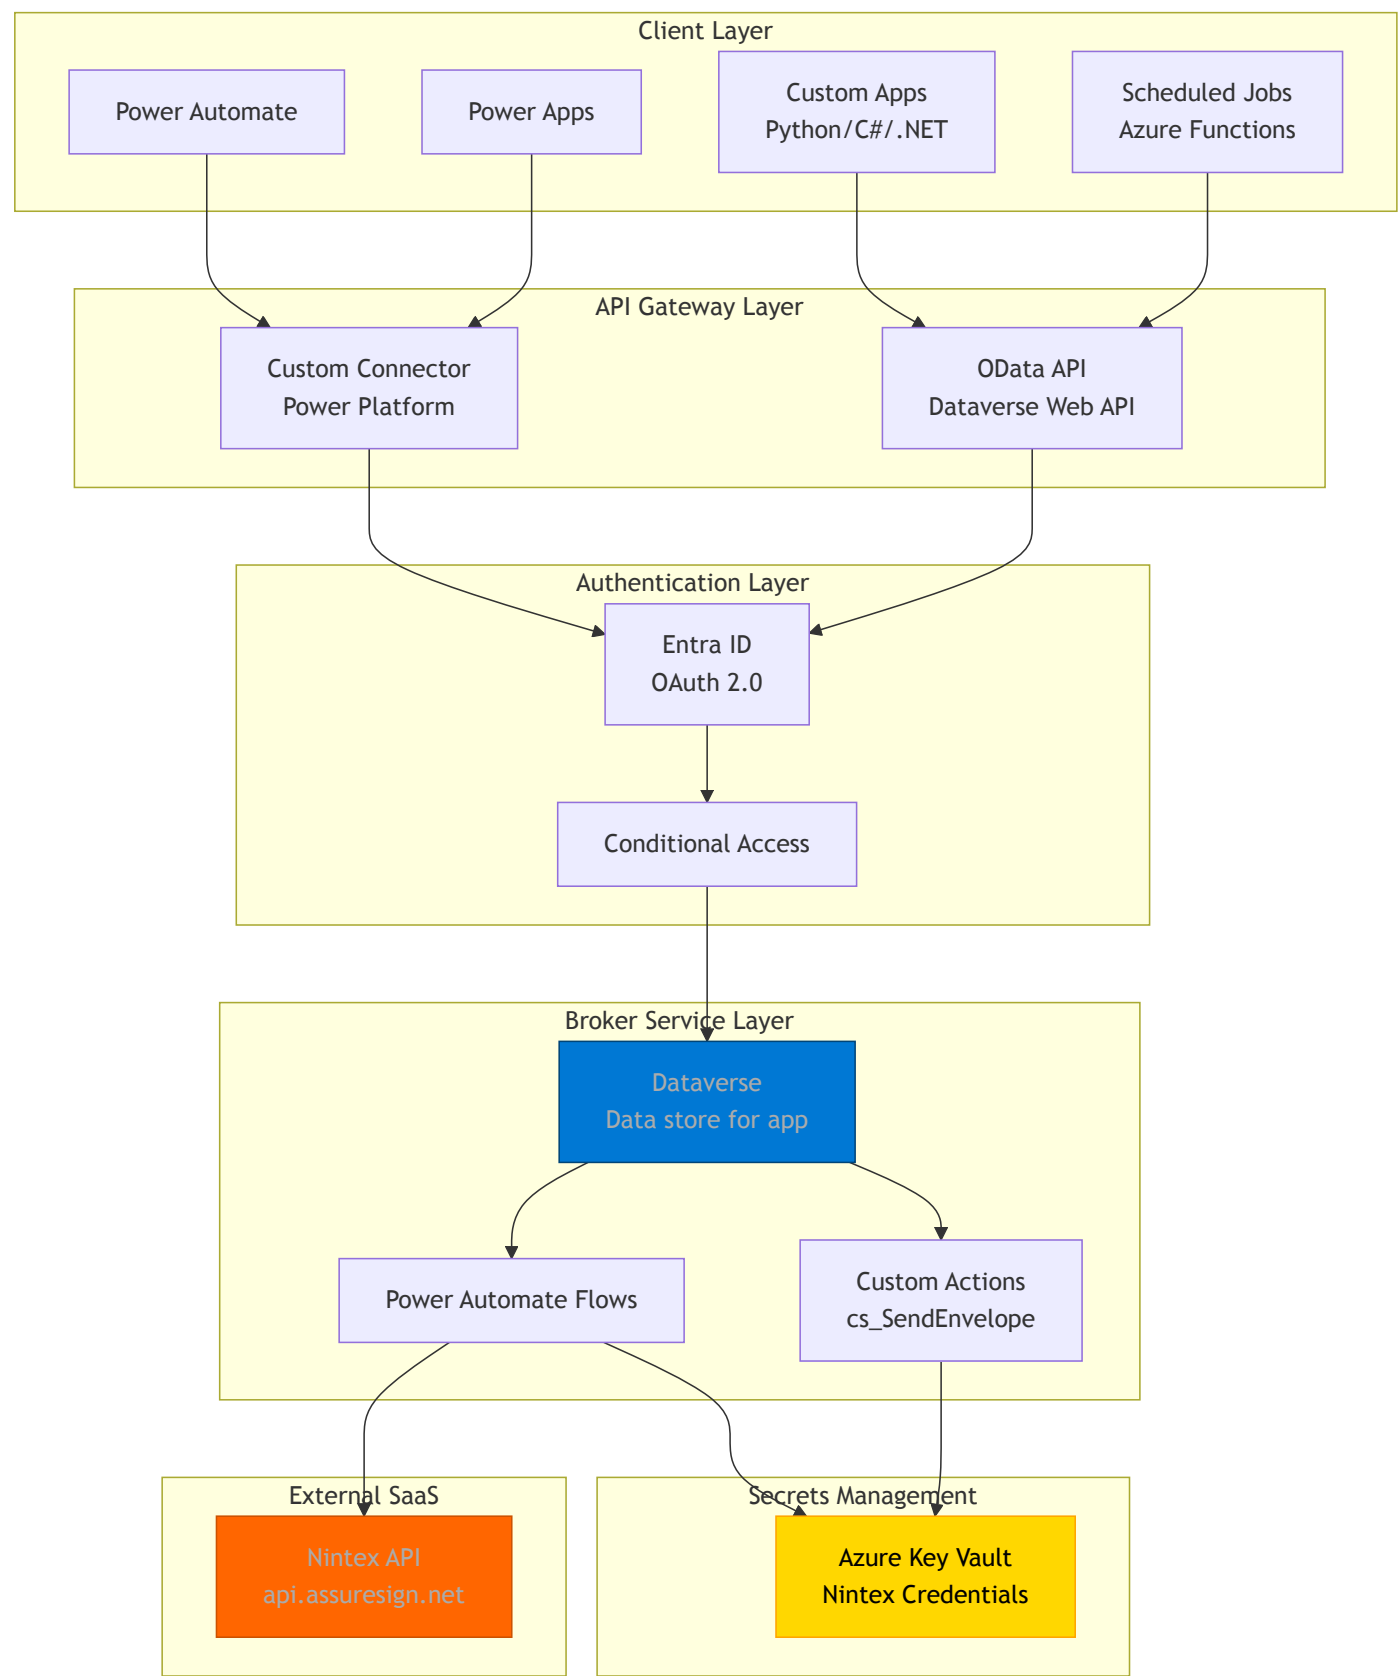 Client Layer
Power Automate
Power Apps
Custom Apps
Python/C#/.NET
Scheduled Jobs
Azure Functions
API Gateway Layer
Custom Connector
Power Platform
OData API
Dataverse Web API
Authentication Layer
Entra ID
OAuth 2.0
Conditional Access
Broker Service Layer
Dataverse
Data store for app
Power Automate Flows
Custom Actions
cs_SendEnvelope
External SaaS
Nintex API
api.assuresign.net
Secrets Management
Azure Key Vault
Nintex Credentials